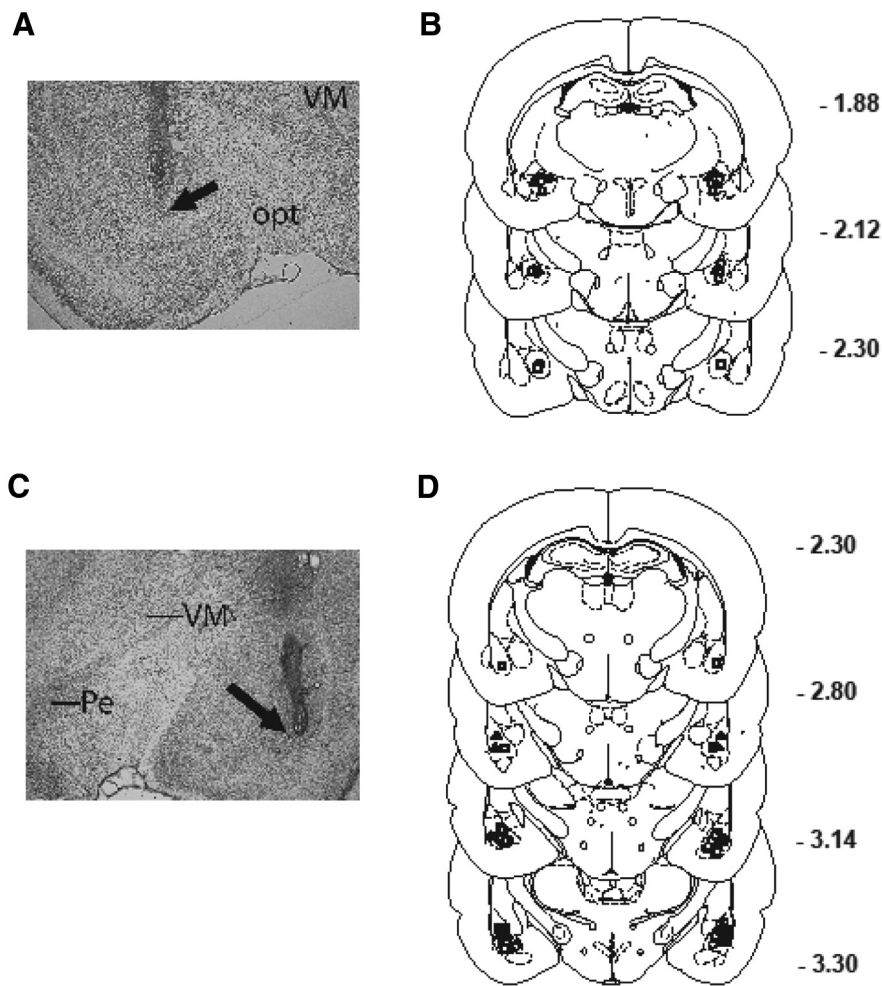 A
VM
opt
B
- 1.88
- 2.12
- 2.30
C
VM
Pe
D
- 2.30
- 2.80
- 3.14
- 3.30